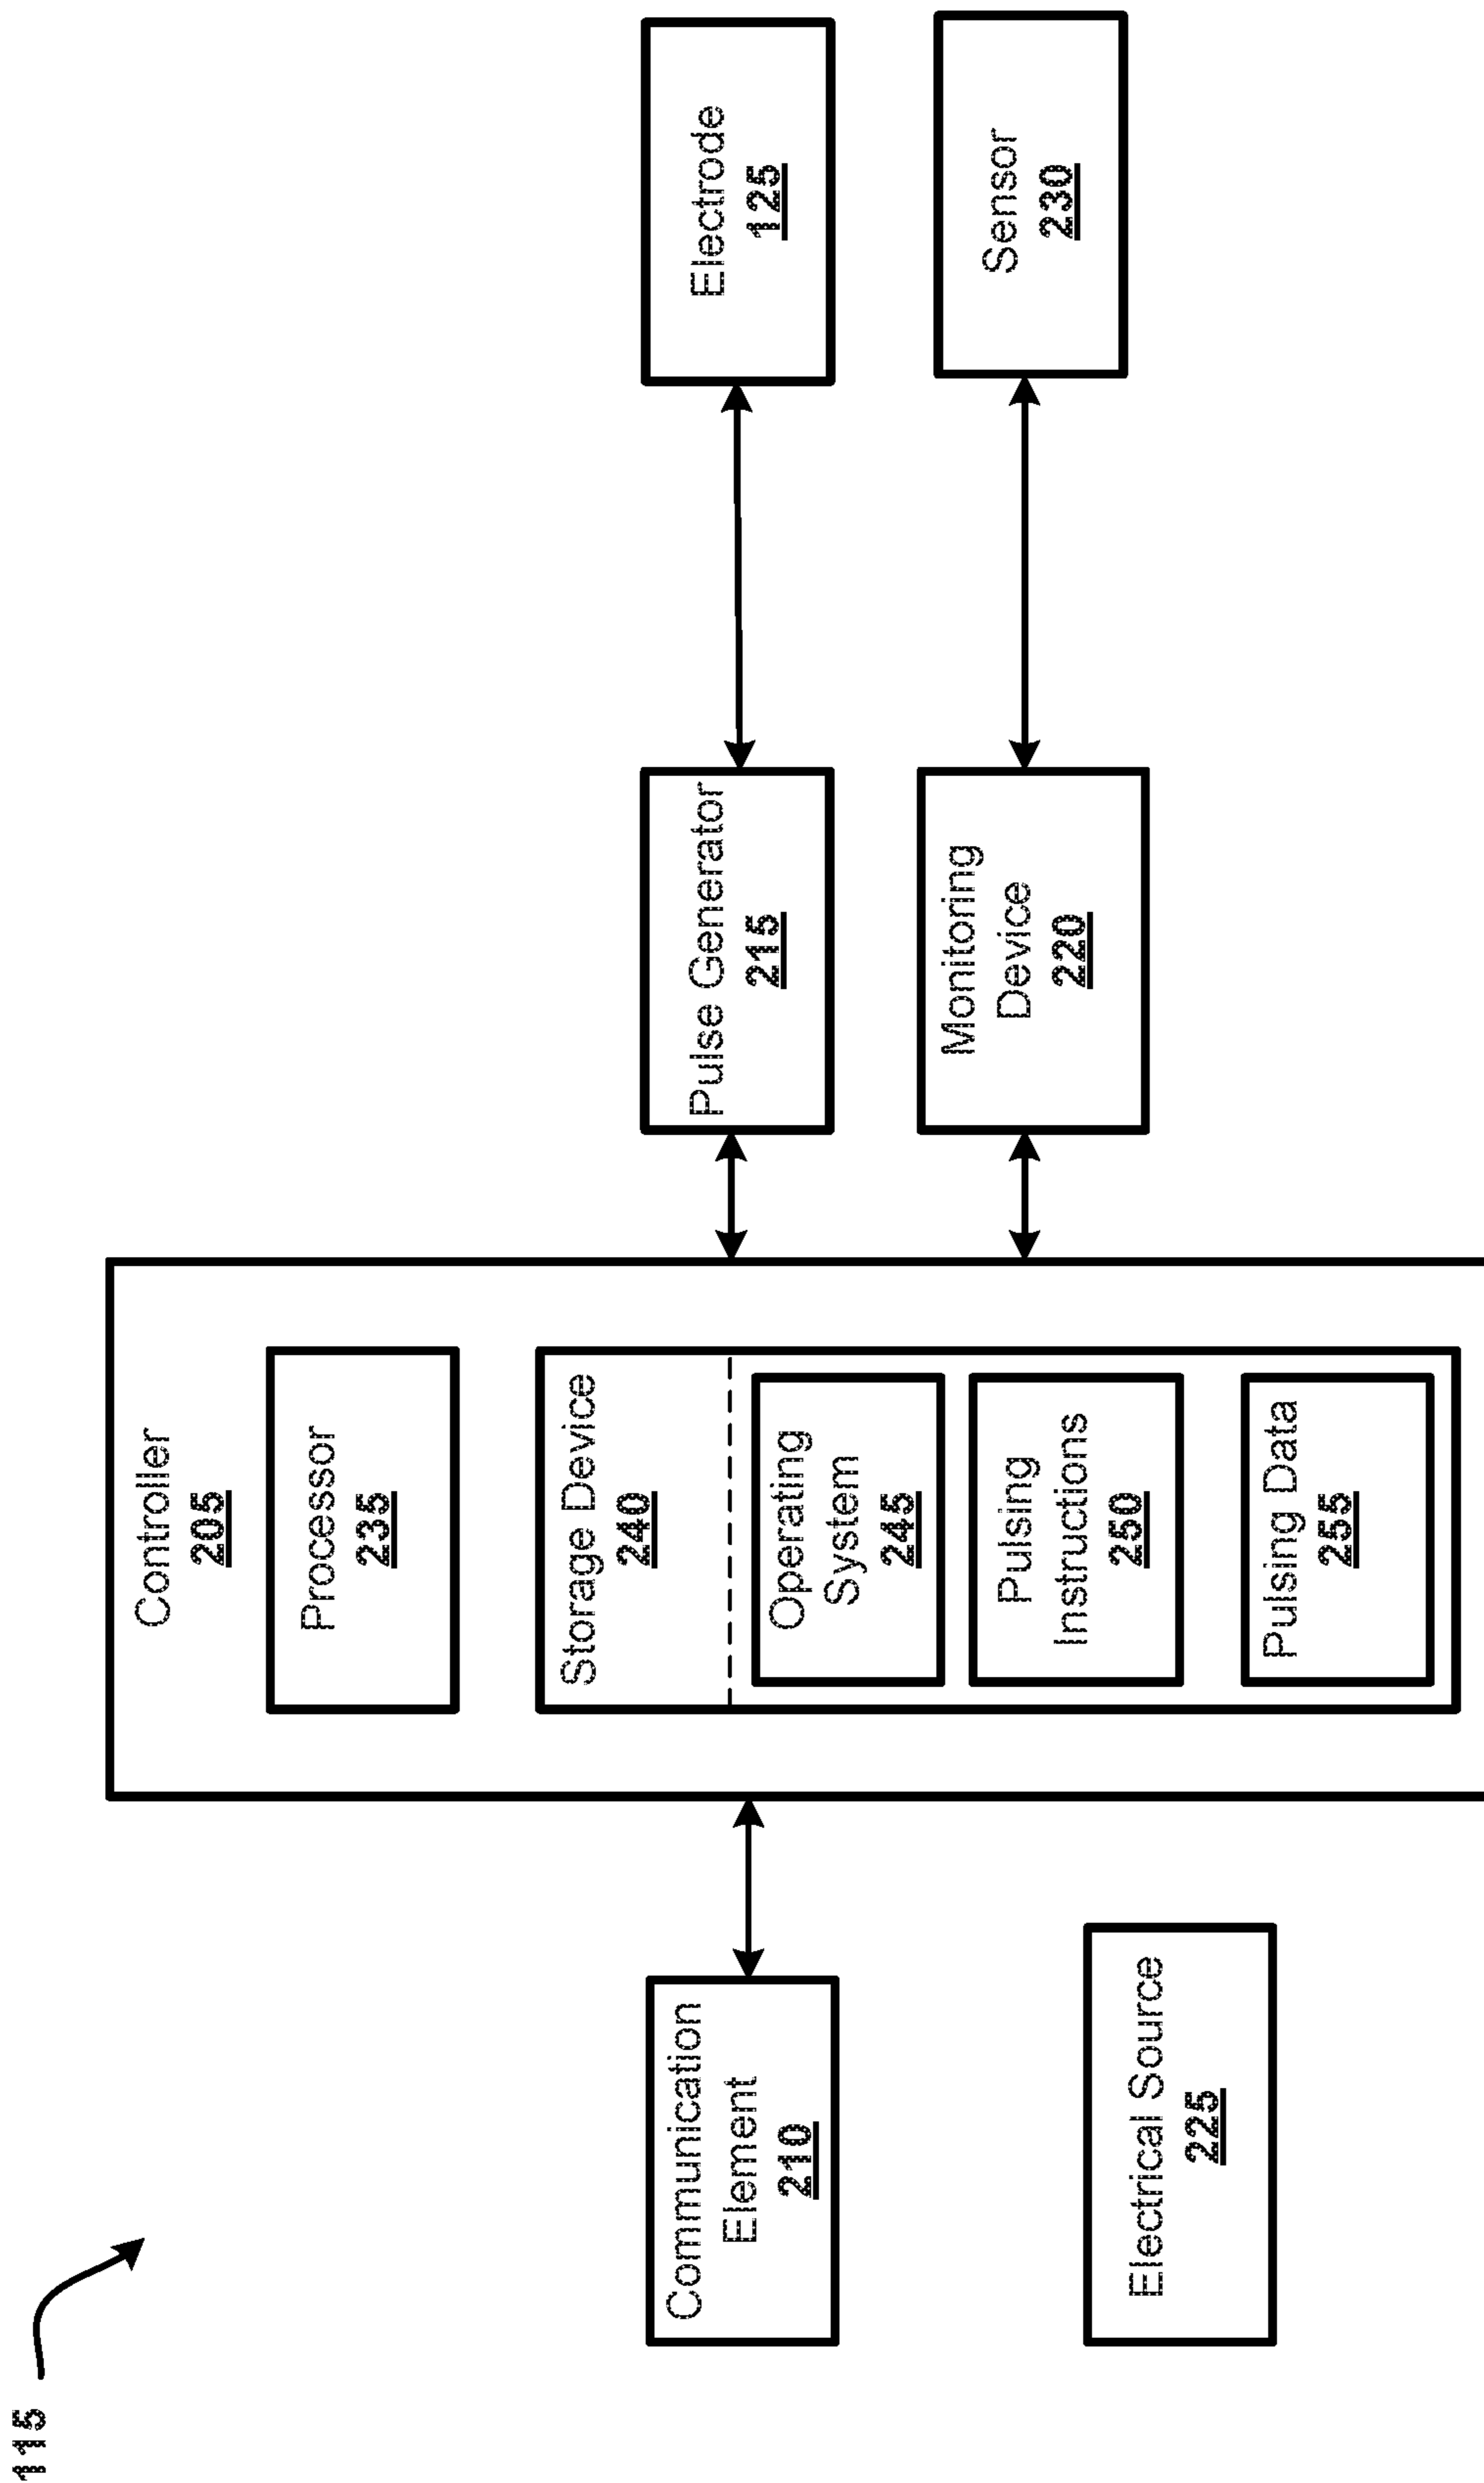 115
Communication
Element
210
Electrical Source
225
Controller
205
Processor
235
Storage Device
240
Operating
System
245
Pulsing
Instructions
250
Pulsing Data
255
Pulse Generator
215
Monitoring
Device
220
Electrode
125
Sensor
230